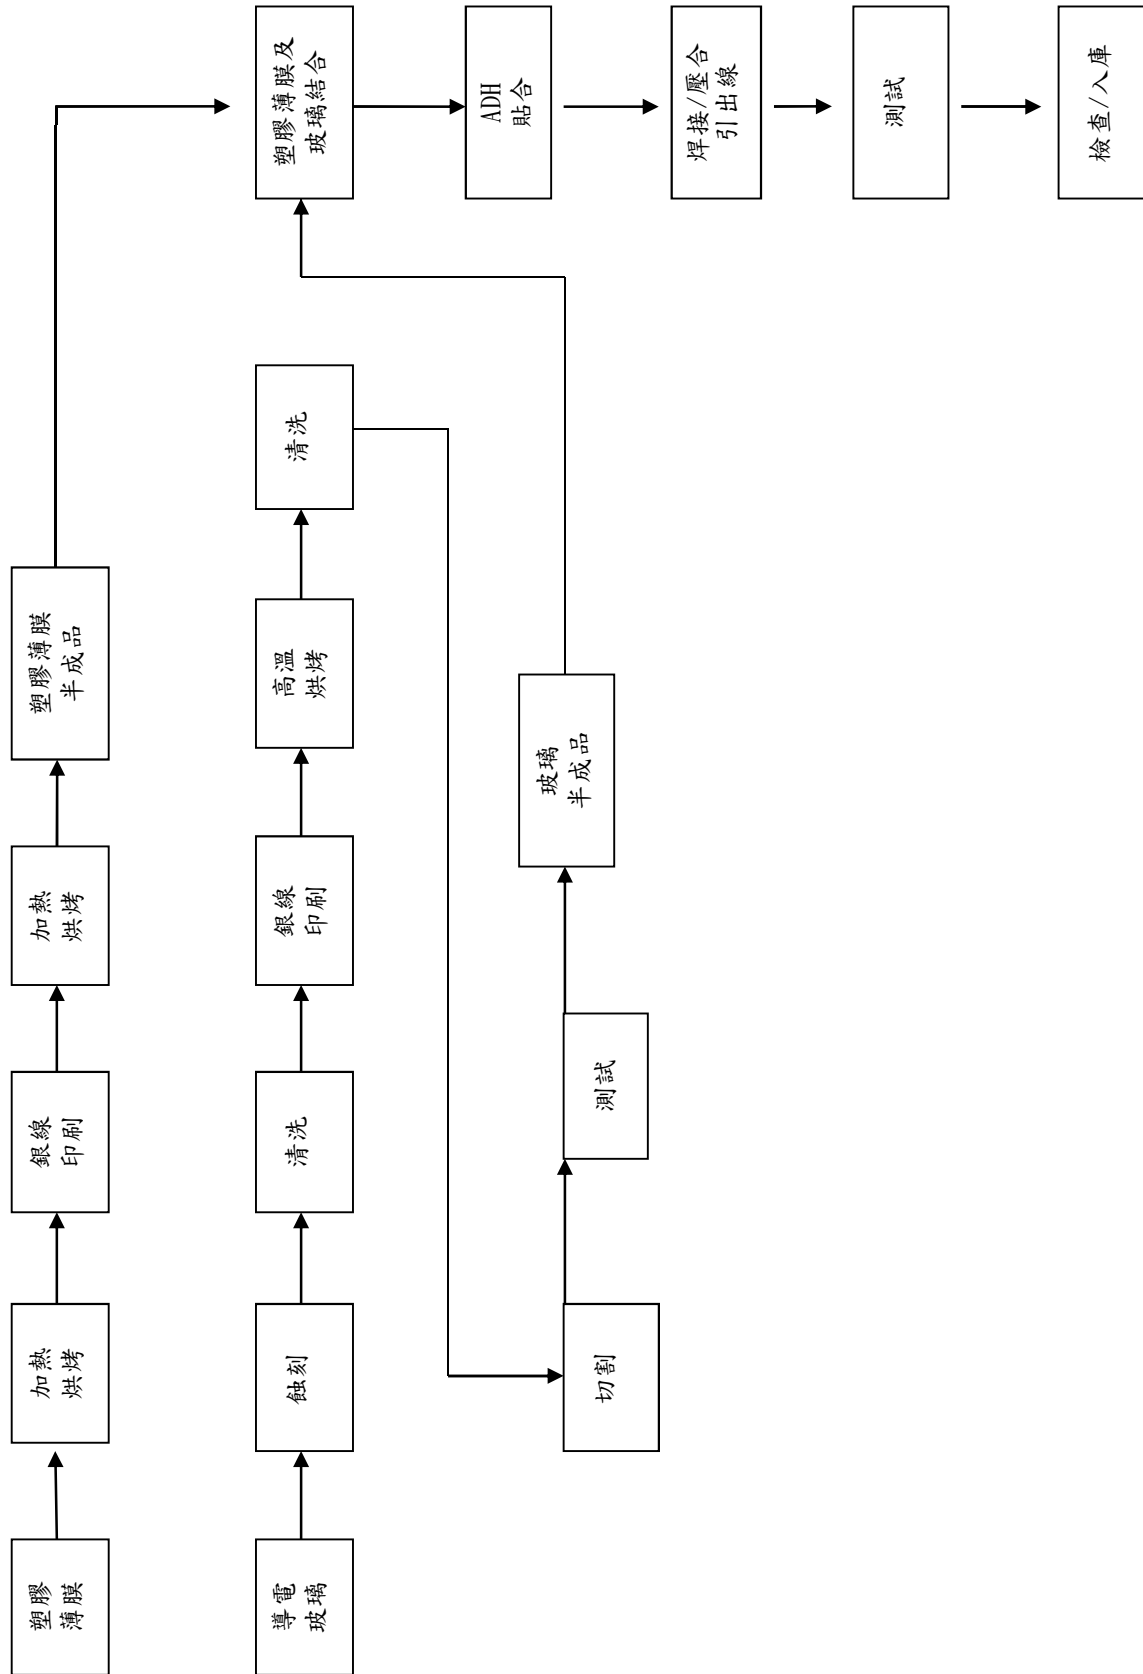 塑膠
薄膜
加熱
烘烤
銀線
印刷
加熱
烘烤
塑膠薄膜
半成品
塑膠薄膜及
玻璃結合
ADH
貼合
焊接/壓合
引出線
測試
檢查/入庫
導電
玻璃
蝕刻
清洗
銀線
印刷
高溫
烘烤
清洗
切割
測試
玻璃
半成品